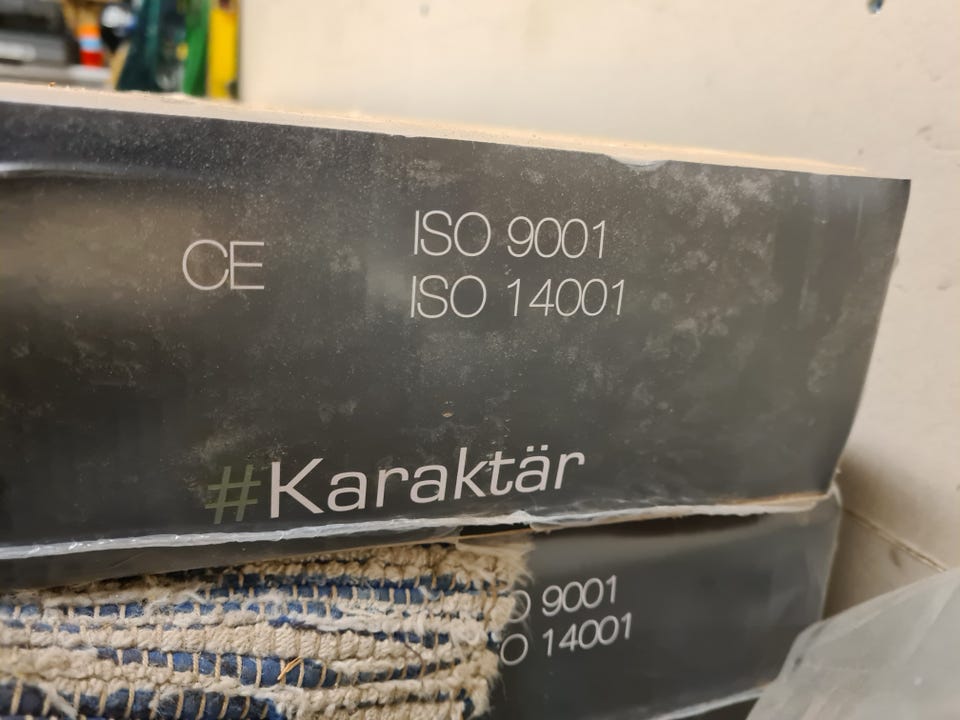 CE
ISO 9001
ISO 14001
#Karaktär
O 9001
O 14001